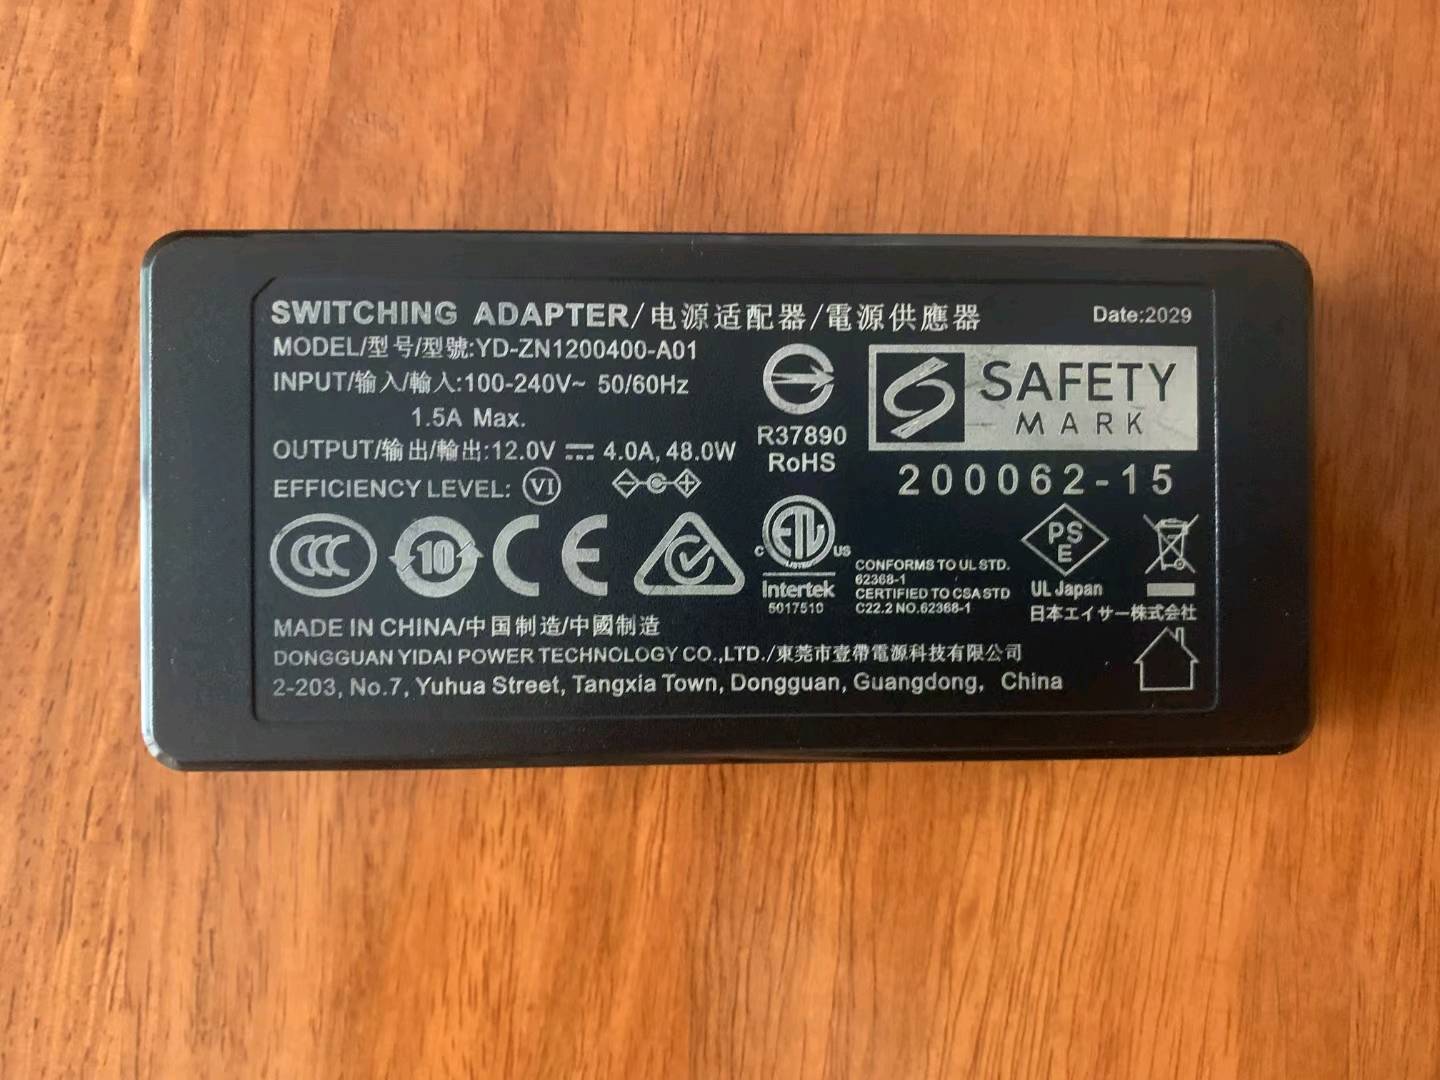 SWITCHING ADAPTER/电源适配器/電源供應器
Date:2029
MODEL/型号/型號:YD-ZN1200400-A01
INPUT/输入/輸入:100-240V~ 50/60Hz
1.5A Max.
OUTPUT/输出/輸出:12.0V ⎓ 4.0A, 48.0W
EFFICIENCY LEVEL: VI
R37890
RoHS
SAFETY
MARK
200062-15
CCC
10
CE
C ETL US
LISTED
Intertek
5017510
CONFORMS TO UL STD.
62368-1
CERTIFIED TO CSA STD
C22.2 NO.62368-1
PS
E
UL Japan
日本エイサー株式会社
MADE IN CHINA/中国制造/中國制造
DONGGUAN YIDAI POWER TECHNOLOGY CO.,LTD./東莞市壹帶電源科技有限公司
2-203, No.7, Yuhua Street, Tangxia Town, Dongguan, Guangdong, China